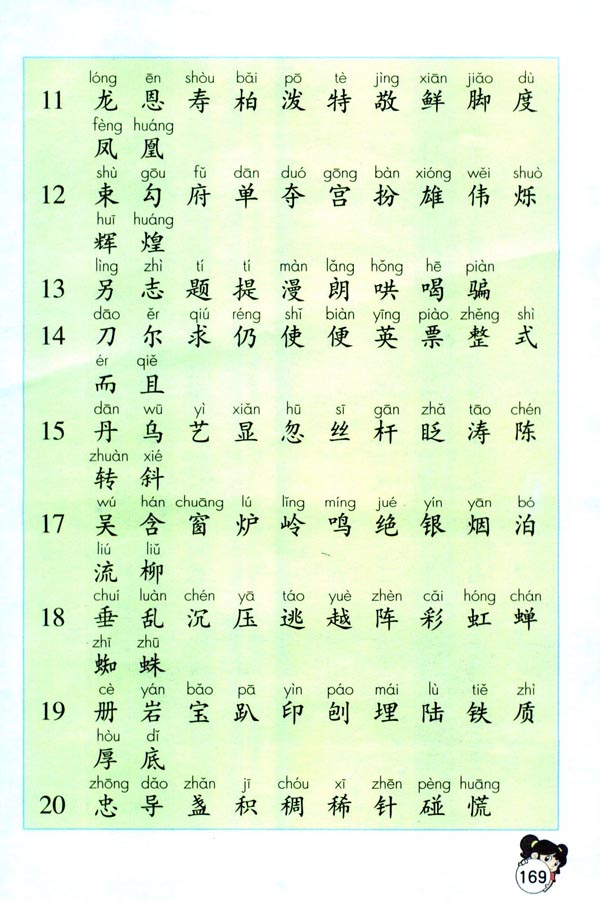 lóng ēn shòu bǎi pō tè jìng xiān jiǎo dù
11 龙 恩 寿 柏 泼 特 敬 鲜 脚 度
fèng huáng
凤 凰
shù gōu fǔ dān duó gōng bàn xióng wěi shuò
12 束 勾 府 单 夺 宫 扮 雄 伟 烁
huī huáng
辉 煌
lìng zhì tí tí màn lǎng hǒng hē piàn
13 另 志 题 提 漫 朗 哄 喝 骗
dāo ěr qiú réng shǐ biàn yīng piào zhěng shì
14 刀 尔 求 仍 使 便 英 票 整 式
ér qiě
而 且
dān wū yì xiǎn hū sī gān zhǎ tāo chén
15 丹 乌 艺 显 忽 丝 杆 眨 涛 陈
zhuàn xié
转 斜
wú hán chuāng lú lǐng míng jué yín yān bó
17 吴 含 窗 炉 岭 鸣 绝 银 烟 泊
liú liǔ
流 柳
chuí luàn chén yā táo yuè zhèn cǎi hóng chán
18 垂 乱 沉 压 逃 越 阵 彩 虹 蝉
zhī zhū
蜘 蛛
cè yán bǎo pā yìn páo mái lù tiě zhì
19 册 岩 宝 趴 印 刨 埋 陆 铁 质
hòu dǐ
厚 底
zhōng dǎo zhǎn jī chóu xī zhēn pèng huāng
20 忠 导 盏 积 稠 稀 针 碰 慌
169